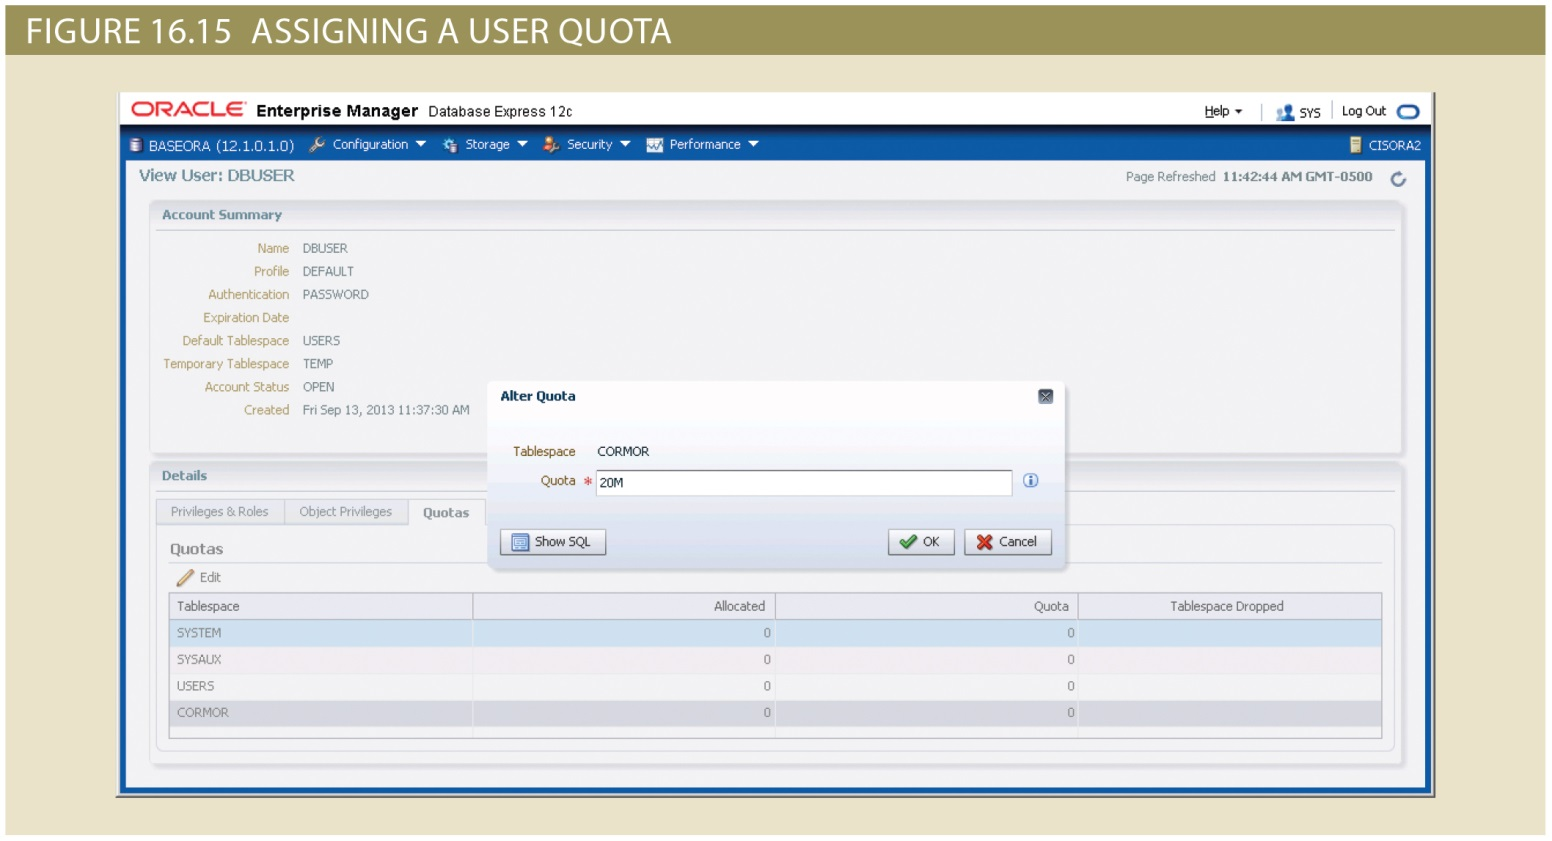 FIGURE 16.15 ASSIGNING A USER QUOTA
ORACLE Enterprise Manager Database Express 12c
Help SYS Log Out
BASEORA (12.1.0.1.0) Configuration Storage Security Performance CISORA2
View User: DBUSER
Page Refreshed 11:42:44 AM GMT-0500
Account Summary
Name DBUSER
Profile DEFAULT
Authentication PASSWORD
Expiration Date
Default Tablespace USERS
Temporary Tablespace TEMP
Account Status OPEN
Created Fri Sep 13, 2013 11:37:30 AM
Alter Quota
Tablespace CORMOR
Quota * 20M
Show SQL OK Cancel
Details
Privileges & Roles Object Privileges Quotas
Quotas
Edit
Tablespace Allocated Quota Tablespace Dropped
SYSTEM 0 0
SYSAUX 0 0
USERS 0 0
CORMOR 0 0